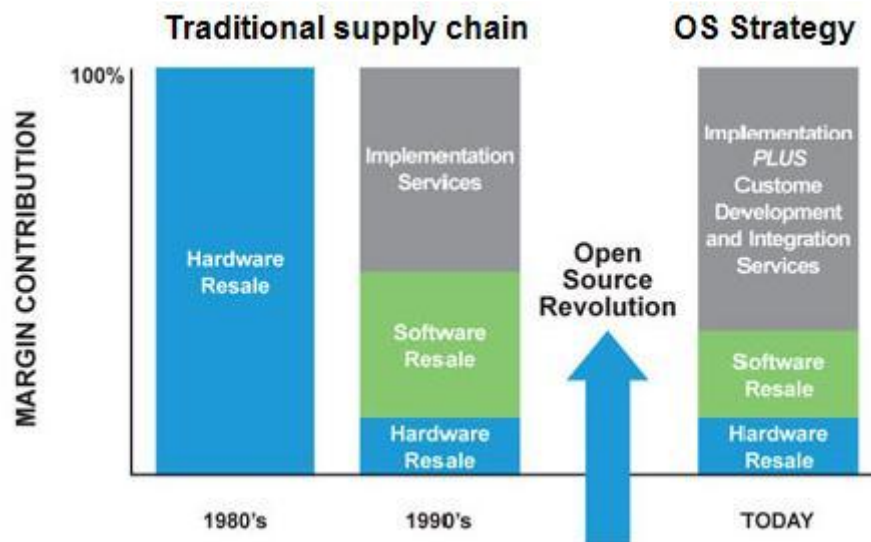 Traditional supply chain
OS Strategy
100%
MARGIN CONTRIBUTION
Hardware
Resale
Implementation
Services
Software
Resale
Hardware
Resale
Open
Source
Revolution
Implementation
PLUS
Custome
Development
and Integration
Services
Software
Resale
Hardware
Resale
1980's
1990's
TODAY